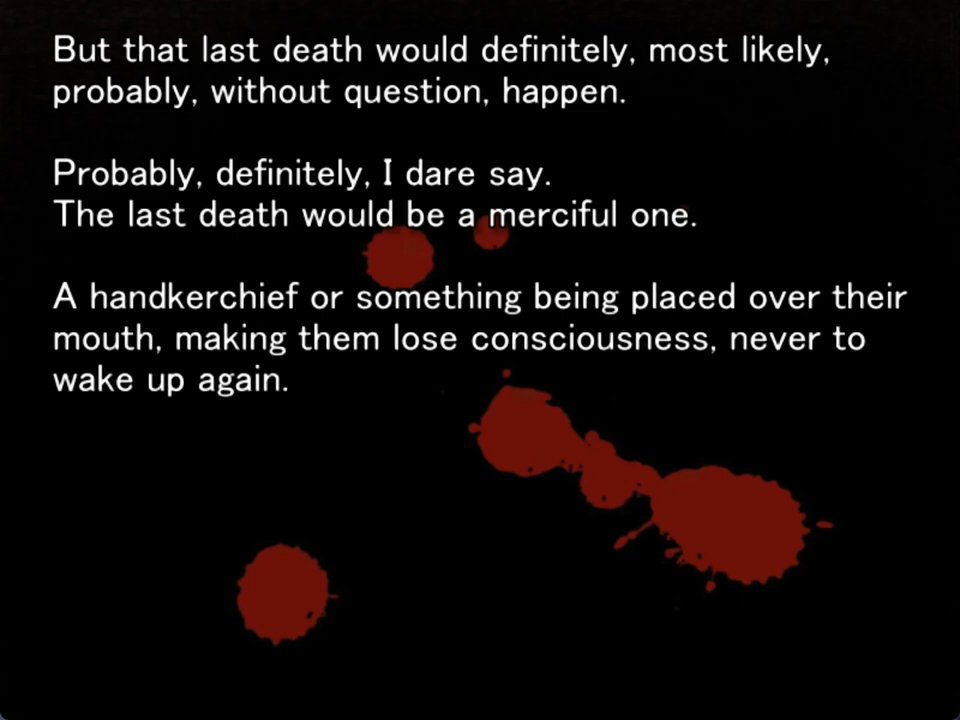 But that last death would definitely, most likely,
probably, without question, happen.
Probably, definitely, I dare say.
The last death would be a merciful one.
A handkerchief or something being placed over their
mouth, making them lose consciousness, never to
wake up again.